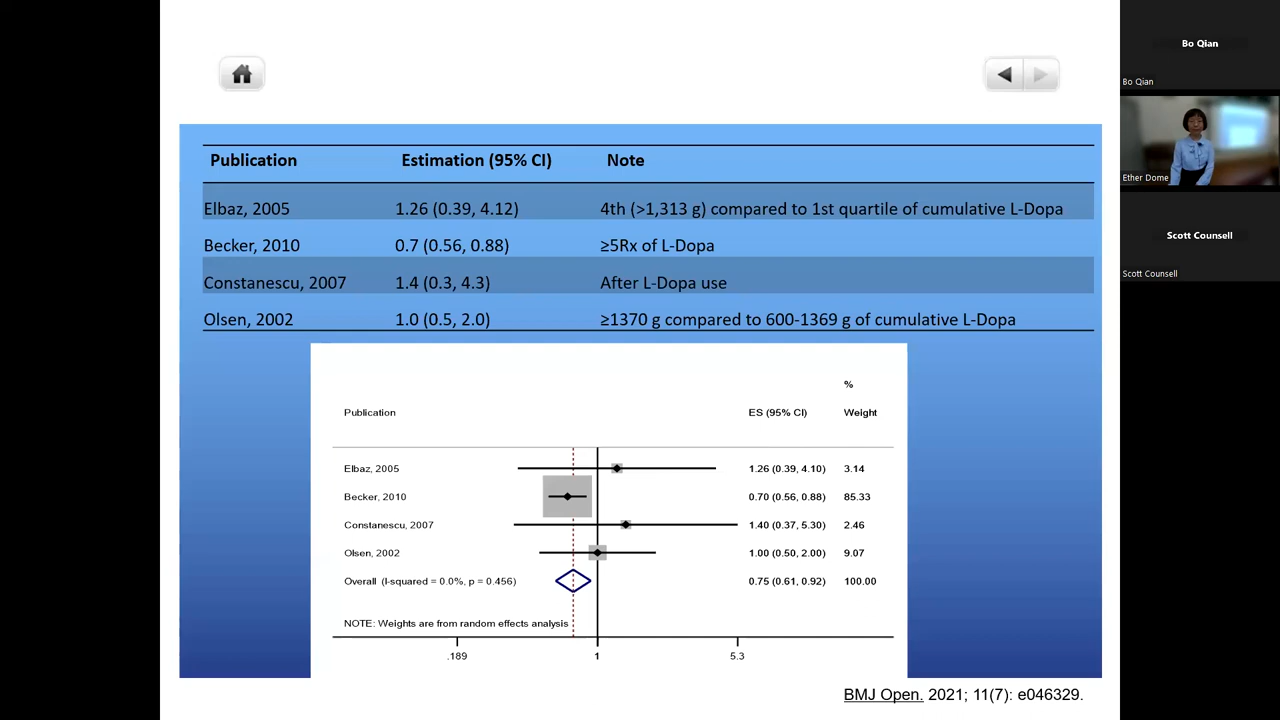 Publication Estimation (95% CI) Note
Elbaz, 2005 1.26 (0.39, 4.12) 4th (>1,313 g) compared to 1st quartile of cumulative L-Dopa
Becker, 2010 0.7 (0.56, 0.88) ≥5Rx of L-Dopa
Constanescu, 2007 1.4 (0.3, 4.3) After L-Dopa use
Olsen, 2002 1.0 (0.5, 2.0) ≥1370 g compared to 600-1369 g of cumulative L-Dopa
%
Publication ES (95% CI) Weight
Elbaz, 2005 1.26 (0.39, 4.10) 3.14
Becker, 2010 0.70 (0.56, 0.88) 85.33
Constanescu, 2007 1.40 (0.37, 5.30) 2.46
Olsen, 2002 1.00 (0.50, 2.00) 9.07
Overall (I-squared = 0.0%, p = 0.456) 0.75 (0.61, 0.92) 100.00
NOTE: Weights are from random effects analysis
.189 1 5.3
BMJ Open. 2021; 11(7): e046329.
Bo Qian
Bo Qian
Ether Dome
Scott Counsell
Scott Counsell